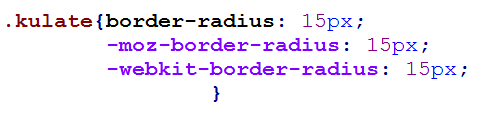 .kulate{border-radius: 15px;
-moz-border-radius: 15px;
-webkit-border-radius: 15px;
}